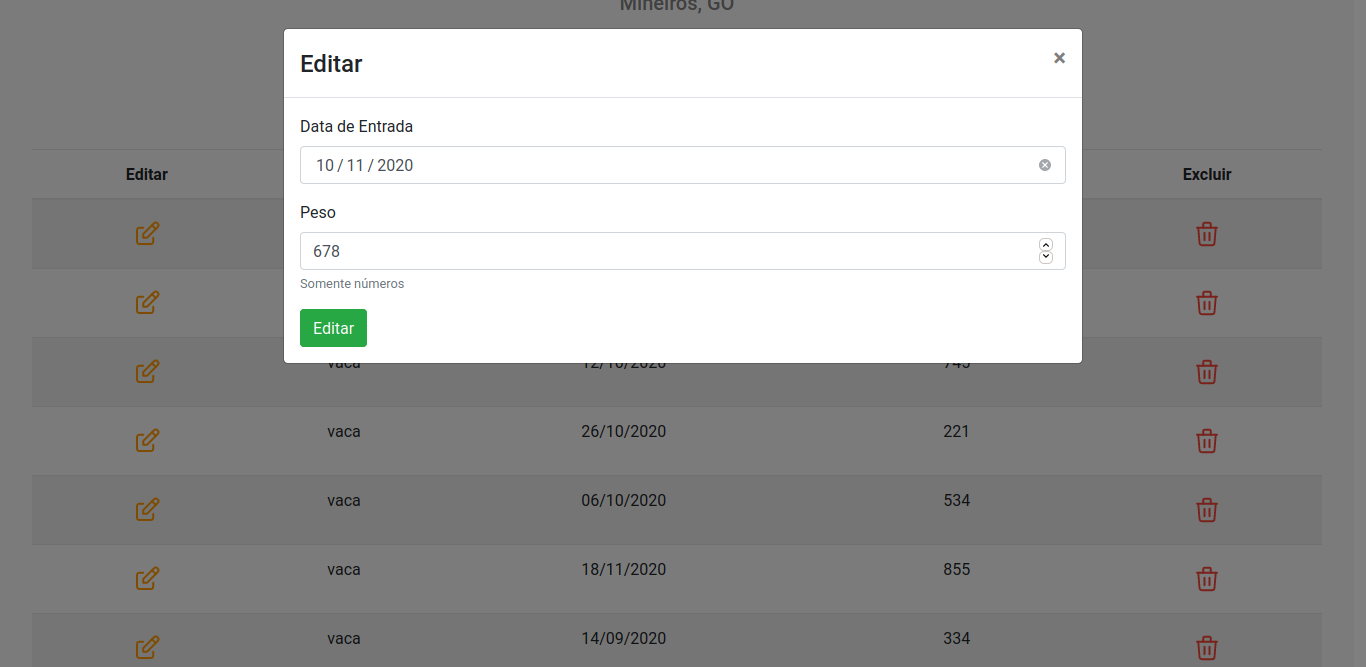 Mineiros, GO
Editar
×
Data de Entrada
10 / 11 / 2020
Peso
678
Somente números
Editar
Editar Excluir
vaca 12/10/2020 745
vaca 26/10/2020 221
vaca 06/10/2020 534
vaca 18/11/2020 855
vaca 14/09/2020 334